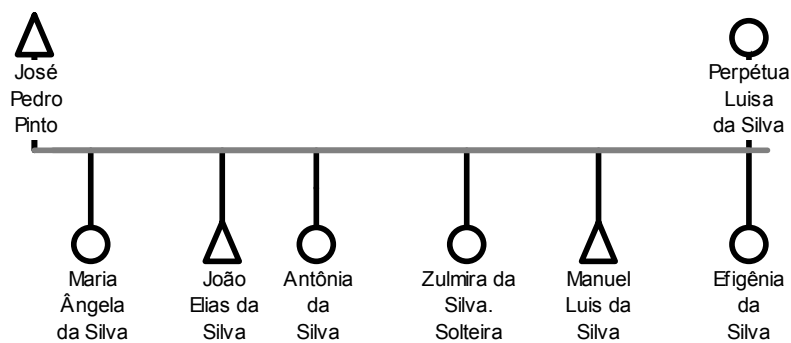 José
Pedro
Pinto
Perpétua
Luisa
da Silva
Maria
Ângela
da Silva
João
Elias da
Silva
Antônia
da
Silva
Zulmira da
Silva.
Solteira
Manuel
Luis da
Silva
Efigênia
da
Silva